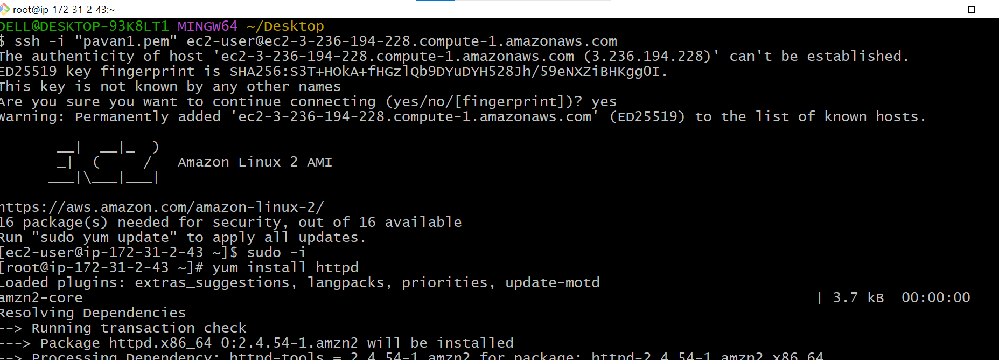 root@ip-172-31-2-43:~
DELL@DESKTOP-93K8LT1 MINGW64 ~/Desktop
$ ssh -i "pavan1.pem" ec2-user@ec2-3-236-194-228.compute-1.amazonaws.com
The authenticity of host 'ec2-3-236-194-228.compute-1.amazonaws.com (3.236.194.228)' can't be established.
ED25519 key fingerprint is SHA256:S3T+HOkA+fHGzlQb9DYuDYH528Jh/59eNXZiBHKggOI.
This key is not known by any other names
Are you sure you want to continue connecting (yes/no/[fingerprint])? yes
Warning: Permanently added 'ec2-3-236-194-228.compute-1.amazonaws.com' (ED25519) to the list of known hosts.
__|  __|_  )
_|  (     /   Amazon Linux 2 AMI
___|\___|___|
https://aws.amazon.com/amazon-linux-2/
16 package(s) needed for security, out of 16 available
Run "sudo yum update" to apply all updates.
[ec2-user@ip-172-31-2-43 ~]$ sudo -i
[root@ip-172-31-2-43 ~]# yum install httpd
Loaded plugins: extras_suggestions, langpacks, priorities, update-motd
amzn2-core | 3.7 kB 00:00:00
Resolving Dependencies
--> Running transaction check
---> Package httpd.x86_64 0:2.4.54-1.amzn2 will be installed
--> Processing Dependency: httpd-tools = 2.4.54-1.amzn2 for package: httpd-2.4.54-1.amzn2.x86_64